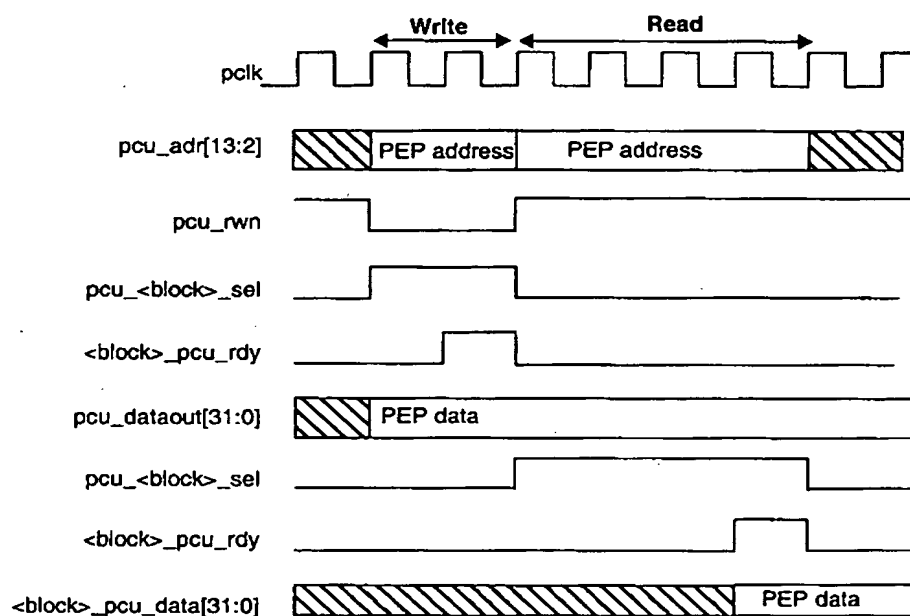 Write Read
pclk
pcu_adr[13:2] PEP address PEP address
pcu_rwn
pcu_<block>_sel
<block>_pcu_rdy
pcu_dataout[31:0] PEP data
pcu_<block>_sel
<block>_pcu_rdy
<block>_pcu_data[31:0] PEP data